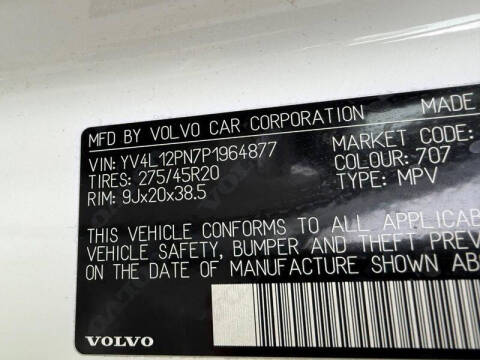 MFD BY VOLVO CAR CORPORATION MADE
VIN: YV4L12PN7P1964877 MARKET CODE:
TIRES: 275/45R20 COLOUR: 707
RIM: 9Jx20x38.5 TYPE: MPV
THIS VEHICLE CONFORMS TO ALL APPLICA
VEHICLE SAFETY, BUMPER AND THEFT PREV
ON THE DATE OF MANUFACTURE SHOWN AB
VOLVO